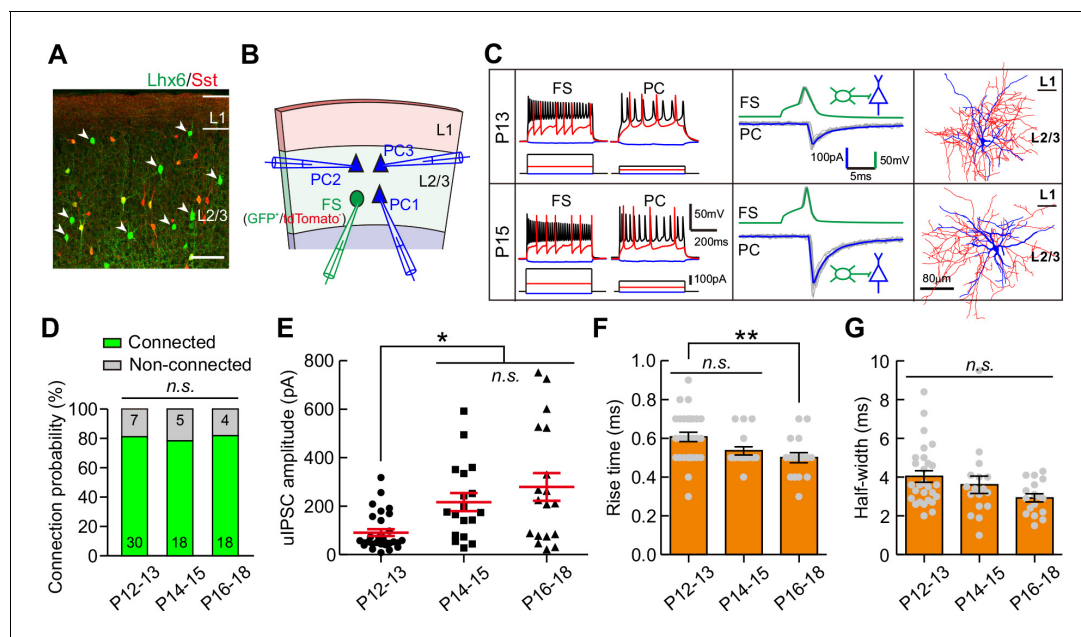 A
Lhx6/Sst
L1
L2/3
B
L1
PC3
PC2
L2/3
FS
PC1
(GFP+/tdTomato-)
C
P13
FS
PC
FS
PC
100pA
50mV
5ms
L1
L2/3
P15
FS
PC
50mV
200ms
100pA
FS
PC
L1
L2/3
80μm
D
Connected
Non-connected
n.s.
Connection probability (%)
100
80
60
40
20
0
7
5
4
30
18
18
P12-13
P14-15
P16-18
E
*
n.s.
uIPSC amplitude (pA)
800
600
400
200
0
P12-13
P14-15
P16-18
F
**
n.s.
Rise time (ms)
1.0
0.8
0.6
0.4
0.2
0.0
P12-13
P14-15
P16-18
G
n.s.
Half-width (ms)
10
8
6
4
2
0
P12-13
P14-15
P16-18